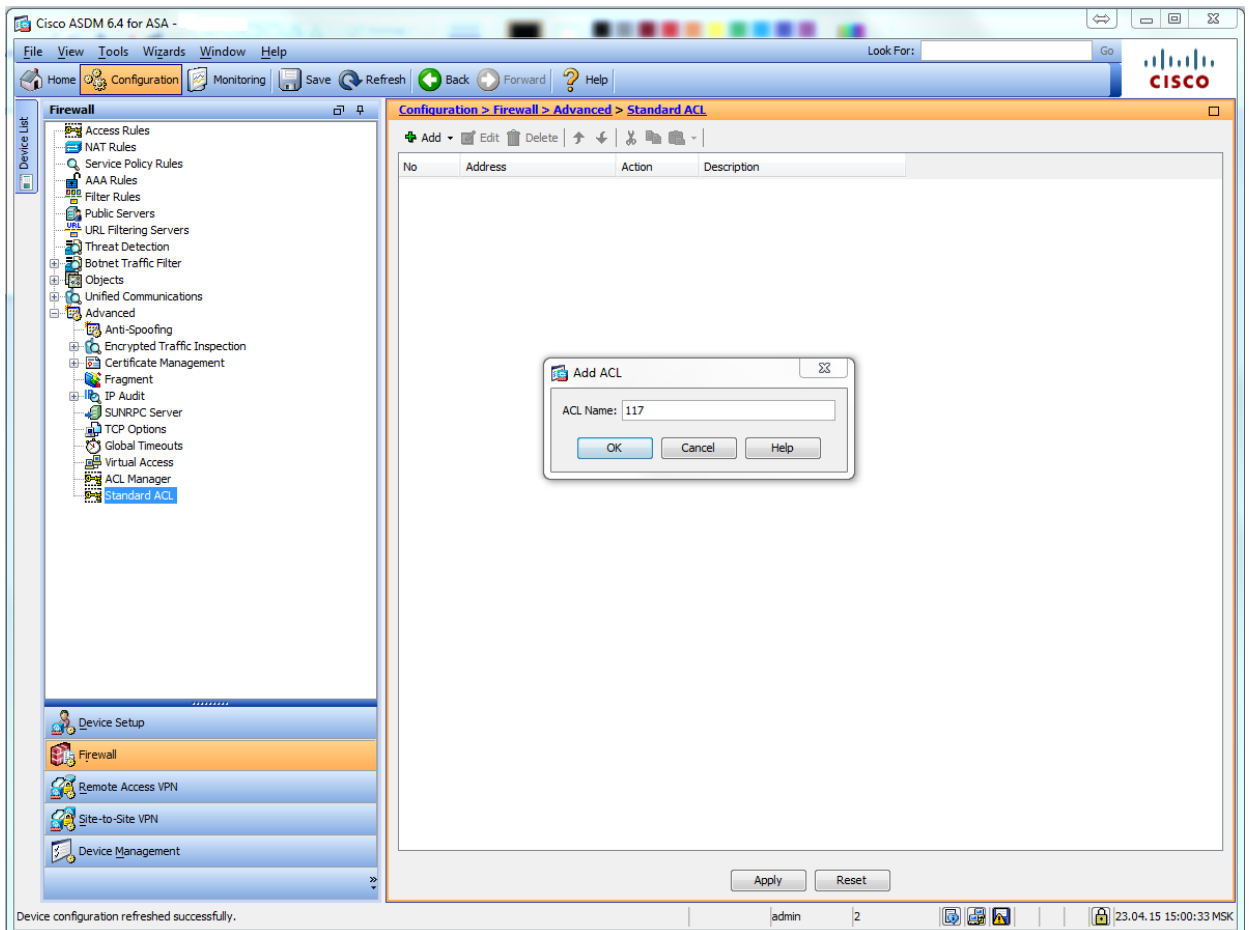 Cisco ASDM 6.4 for ASA -
File View Tools Wizards Window Help
Look For:
Go
Home Configuration Monitoring Save Refresh Back Forward Help
CISCO
Device List
Firewall
Access Rules
NAT Rules
Service Policy Rules
AAA Rules
Filter Rules
Public Servers
URL Filtering Servers
Threat Detection
Botnet Traffic Filter
Objects
Unified Communications
Advanced
Anti-Spoofing
Encrypted Traffic Inspection
Certificate Management
Fragment
IP Audit
SUNRPC Server
TCP Options
Global Timeouts
Virtual Access
ACL Manager
Standard ACL
Device Setup
Firewall
Remote Access VPN
Site-to-Site VPN
Device Management
Configuration > Firewall > Advanced > Standard ACL
Add Edit Delete
No Address Action Description
Add ACL
ACL Name: 117
OK Cancel Help
Apply Reset
Device configuration refreshed successfully.
admin 2
23.04.15 15:00:33 MSK